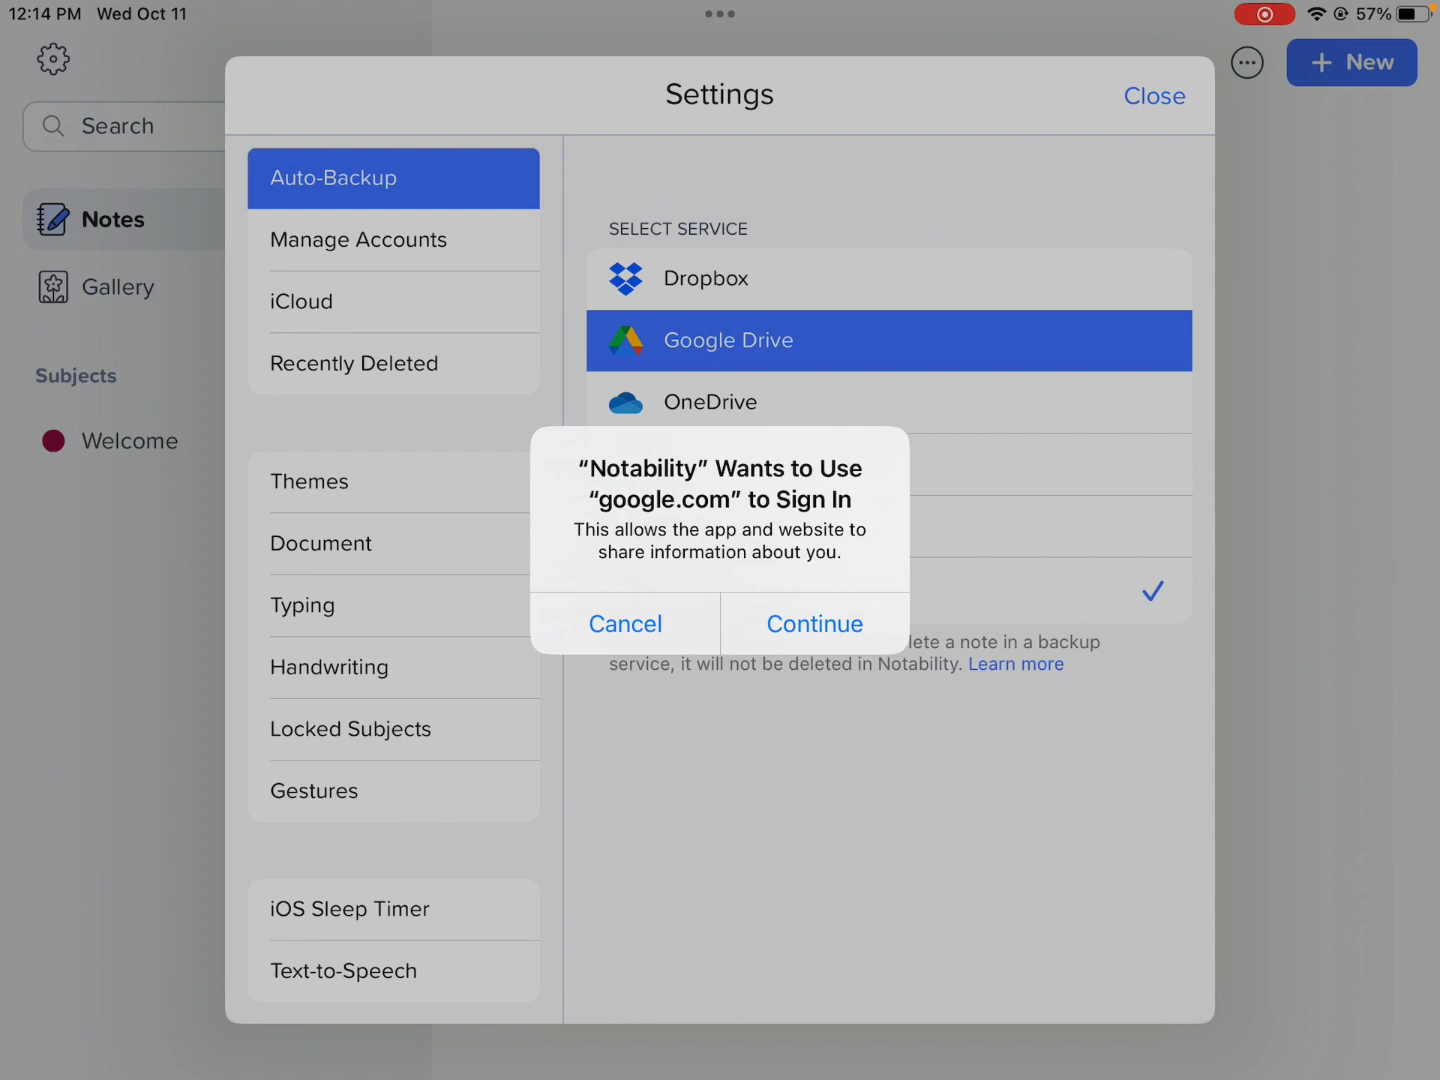 12:14 PM Wed Oct 11
57%
Settings
Close
New
Search
Notes
Gallery
Subjects
Welcome
Auto-Backup
Manage Accounts
iCloud
Recently Deleted
Themes
Document
Typing
Handwriting
Locked Subjects
Gestures
iOS Sleep Timer
Text-to-Speech
SELECT SERVICE
Dropbox
Google Drive
OneDrive
“Notability” Wants to Use
“google.com” to Sign In
This allows the app and website to
share information about you.
Cancel
Continue
a note in a backup
service, it will not be deleted in Notability. Learn more